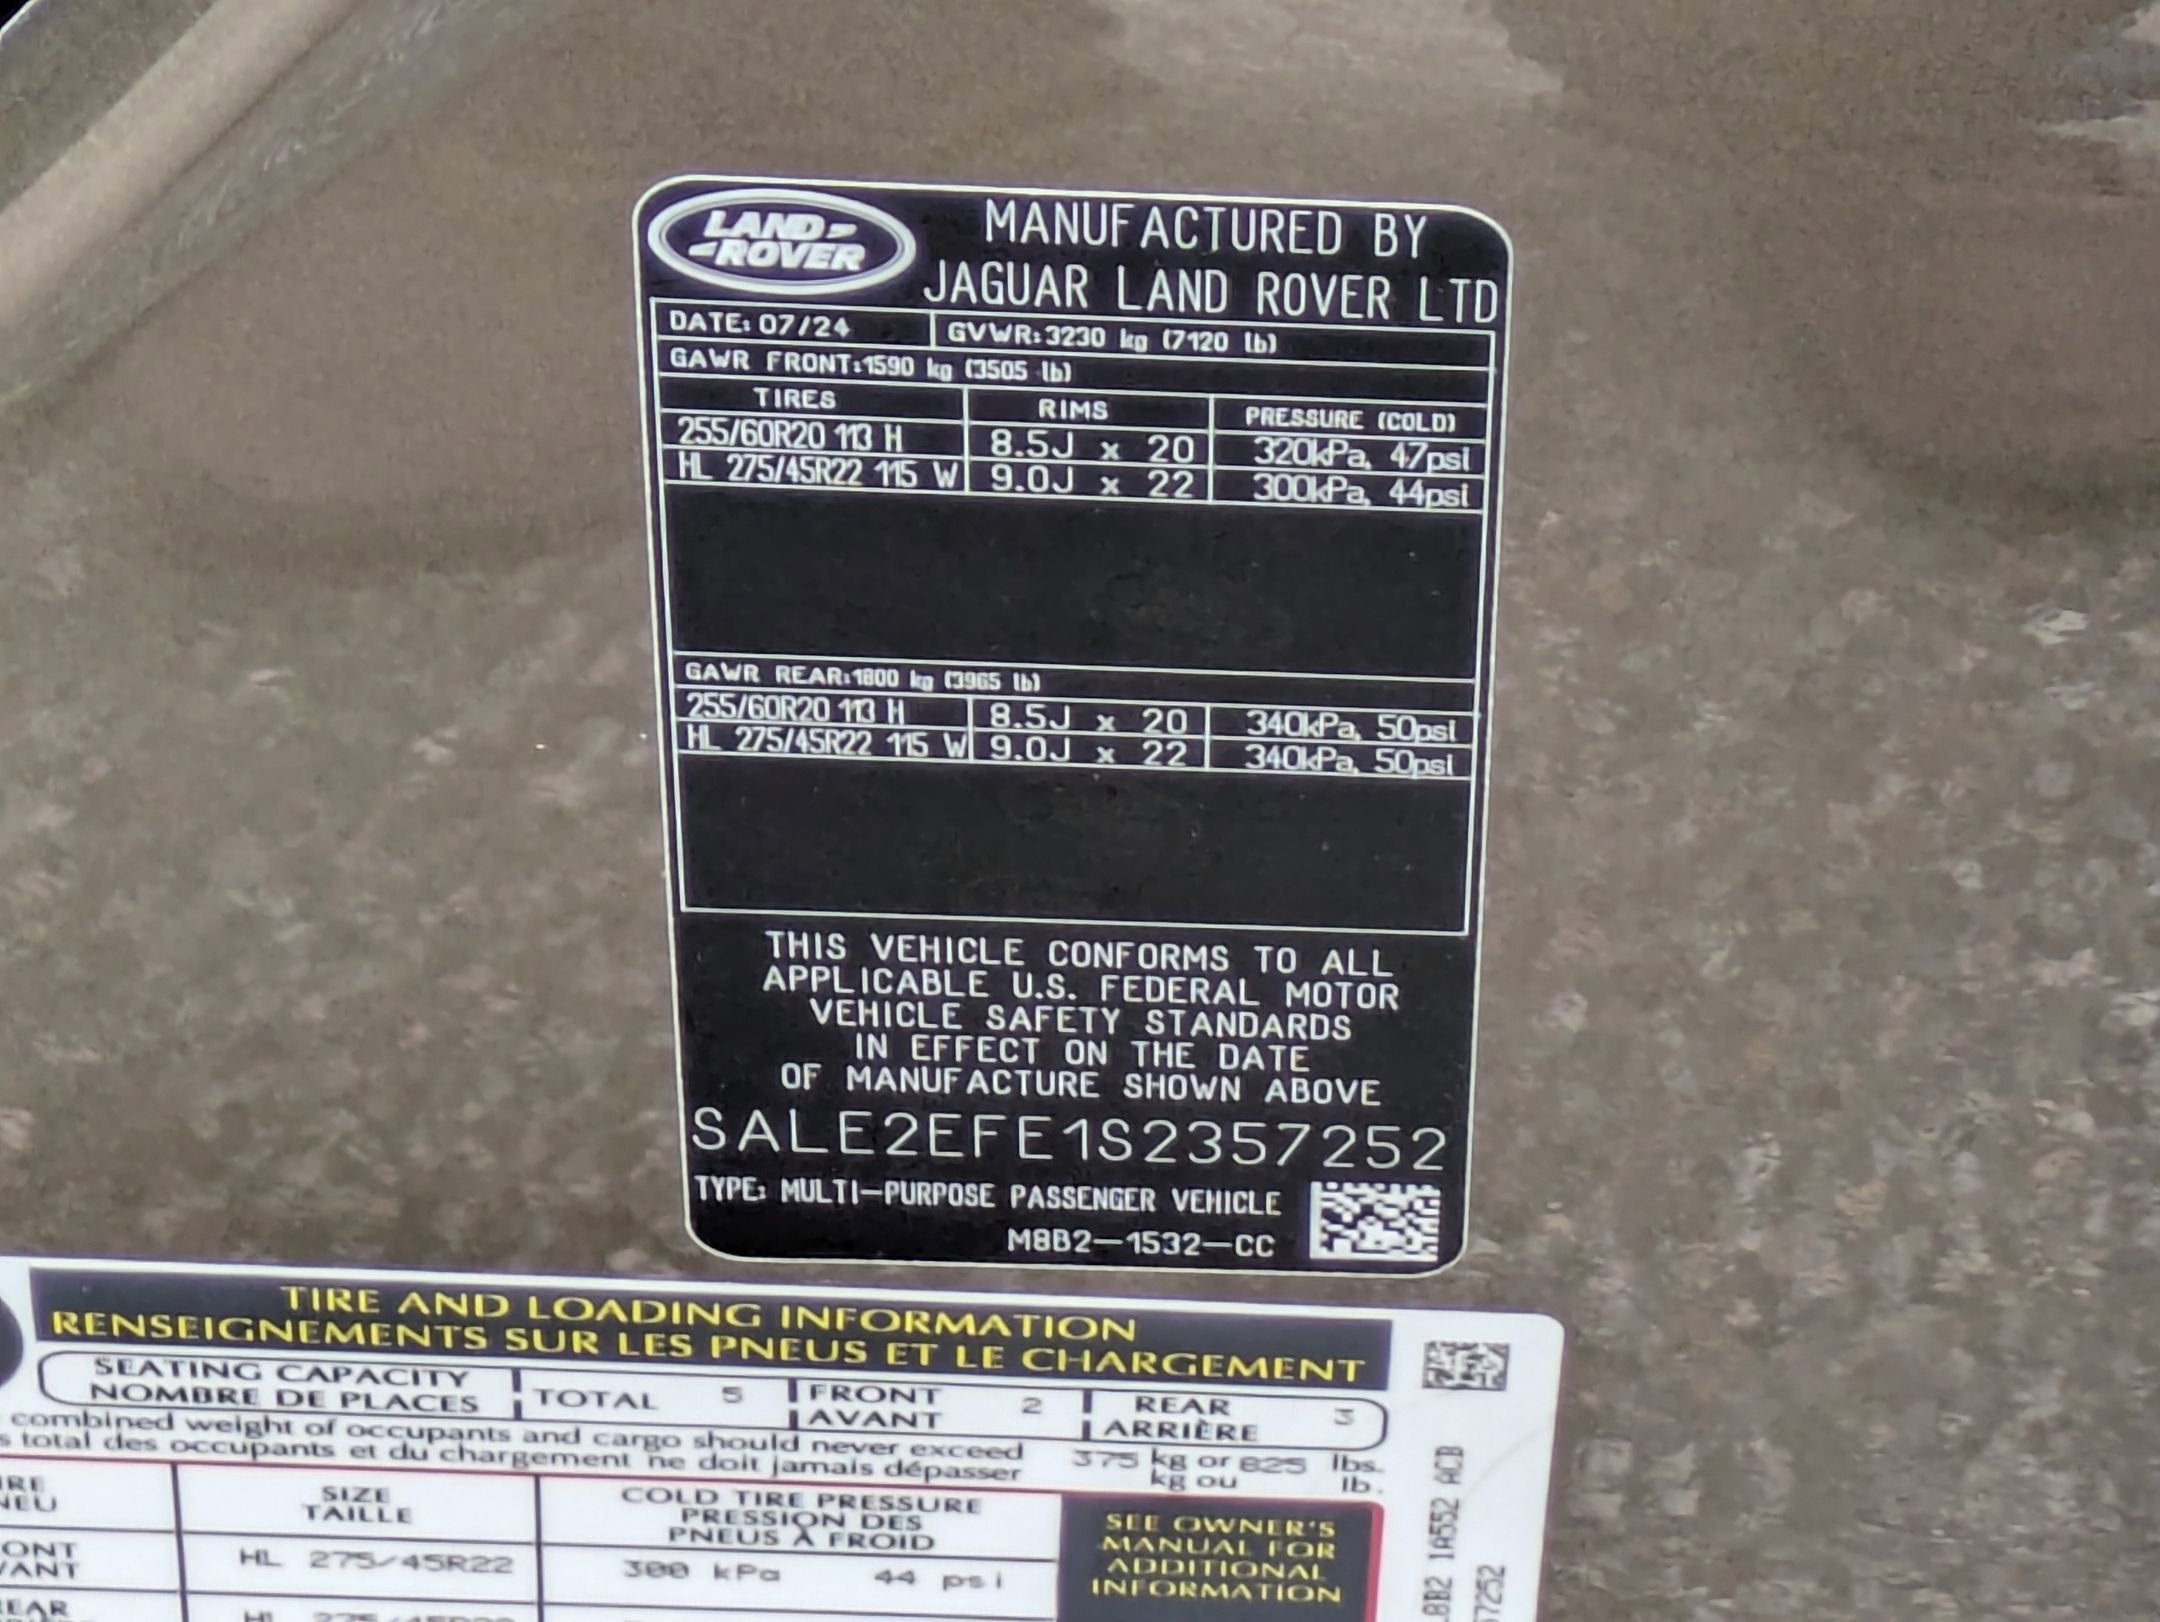 LAND
ROVER
MANUFACTURED BY
JAGUAR LAND ROVER LTD
DATE: 07/24 GVWR: 3230 kg (7120 lb)
GAWR FRONT: 1590 kg (3505 lb)
TIRES RIMS PRESSURE (COLD)
255/60R20 113 H 8.5J x 20 320kPa, 47psi
HL 275/45R22 115 W 9.0J x 22 300kPa, 44psi
GAWR REAR: 1800 kg (3965 lb)
255/60R20 113 H 8.5J x 20 340kPa, 50psi
HL 275/45R22 115 W 9.0J x 22 340kPa, 50psi
THIS VEHICLE CONFORMS TO ALL
APPLICABLE U.S. FEDERAL MOTOR
VEHICLE SAFETY STANDARDS
IN EFFECT ON THE DATE
OF MANUFACTURE SHOWN ABOVE
SALE2EFE1S2357252
TYPE: MULTI-PURPOSE PASSENGER VEHICLE
M8B2-1532-CC
TIRE AND LOADING INFORMATION
RENSEIGNEMENTS SUR LES PNEUS ET LE CHARGEMENT
SEATING CAPACITY
NOMBRE DE PLACES
TOTAL 5
FRONT
AVANT
2
REAR
ARRIÈRE
3
combined weight of occupants and cargo should never exceed 375 kg or 825 lbs.
total des occupants et du chargement ne doit jamais dépasser kg ou lb.
SIZE
TAILLE
COLD TIRE PRESSURE
PRESSION DES
PNEUS À FROID
SEE OWNER'S
MANUAL FOR
ADDITIONAL
INFORMATION
HL 275/45R22 300 kPa 44 psi
HL
8B2 1A552 ACB
7252